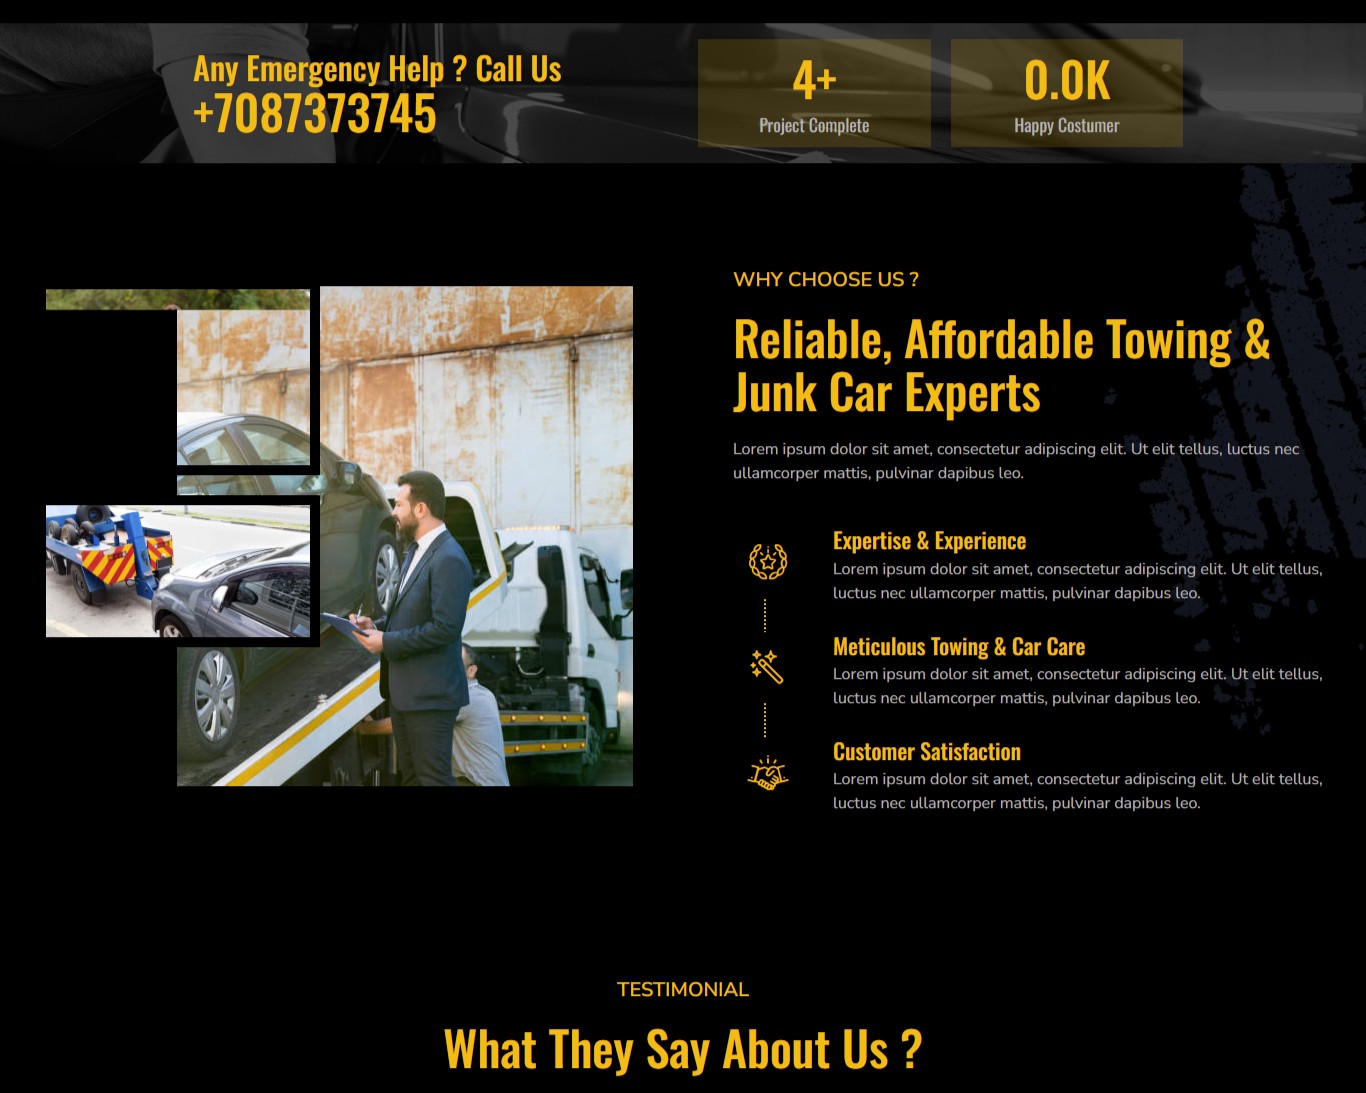 Any Emergency Help ? Call Us
+7087373745
4+
Project Complete
0.0K
Happy Costumer
WHY CHOOSE US ?
Reliable, Affordable Towing &
Junk Car Experts
Lorem ipsum dolor sit amet, consectetur adipiscing elit. Ut elit tellus, luctus nec
ullamcorper mattis, pulvinar dapibus leo.
Expertise & Experience
Lorem ipsum dolor sit amet, consectetur adipiscing elit. Ut elit tellus,
luctus nec ullamcorper mattis, pulvinar dapibus leo.
Meticulous Towing & Car Care
Lorem ipsum dolor sit amet, consectetur adipiscing elit. Ut elit tellus,
luctus nec ullamcorper mattis, pulvinar dapibus leo.
Customer Satisfaction
Lorem ipsum dolor sit amet, consectetur adipiscing elit. Ut elit tellus,
luctus nec ullamcorper mattis, pulvinar dapibus leo.
TESTIMONIAL
What They Say About Us ?